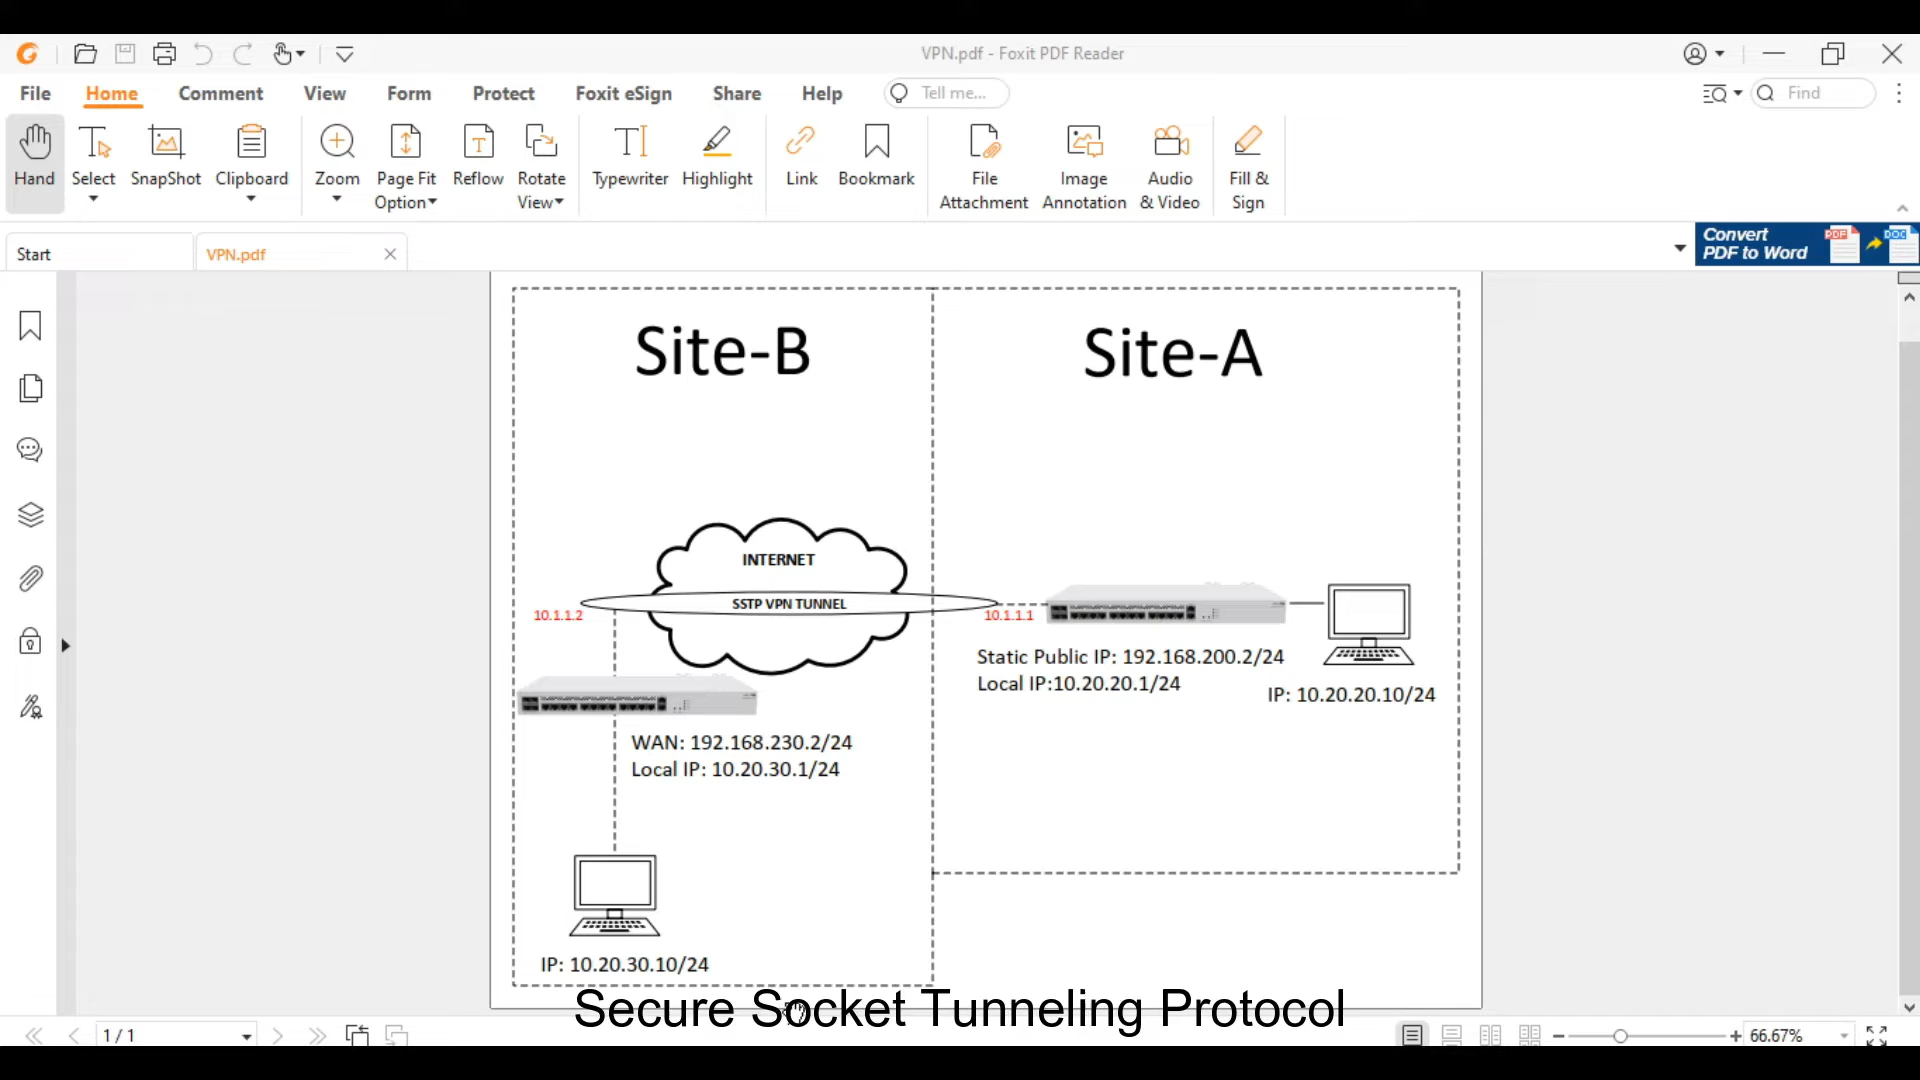 VPN.pdf - Foxit PDF Reader
File Home Comment View Form Protect Foxit eSign Share Help Tell me... Find
Hand Select SnapShot Clipboard Zoom Page Fit Option Reflow Rotate View Typewriter Highlight Link Bookmark File Attachment Image Annotation Audio & Video Fill & Sign
Start VPN.pdf
Convert
PDF to Word
PDF DOC
Site-B
Site-A
INTERNET
SSTP VPN TUNNEL
10.1.1.2
10.1.1.1
Static Public IP: 192.168.200.2/24
Local IP:10.20.20.1/24
IP: 10.20.20.10/24
WAN: 192.168.230.2/24
Local IP: 10.20.30.1/24
IP: 10.20.30.10/24
Secure Socket Tunneling Protocol
1 / 1
66.67%